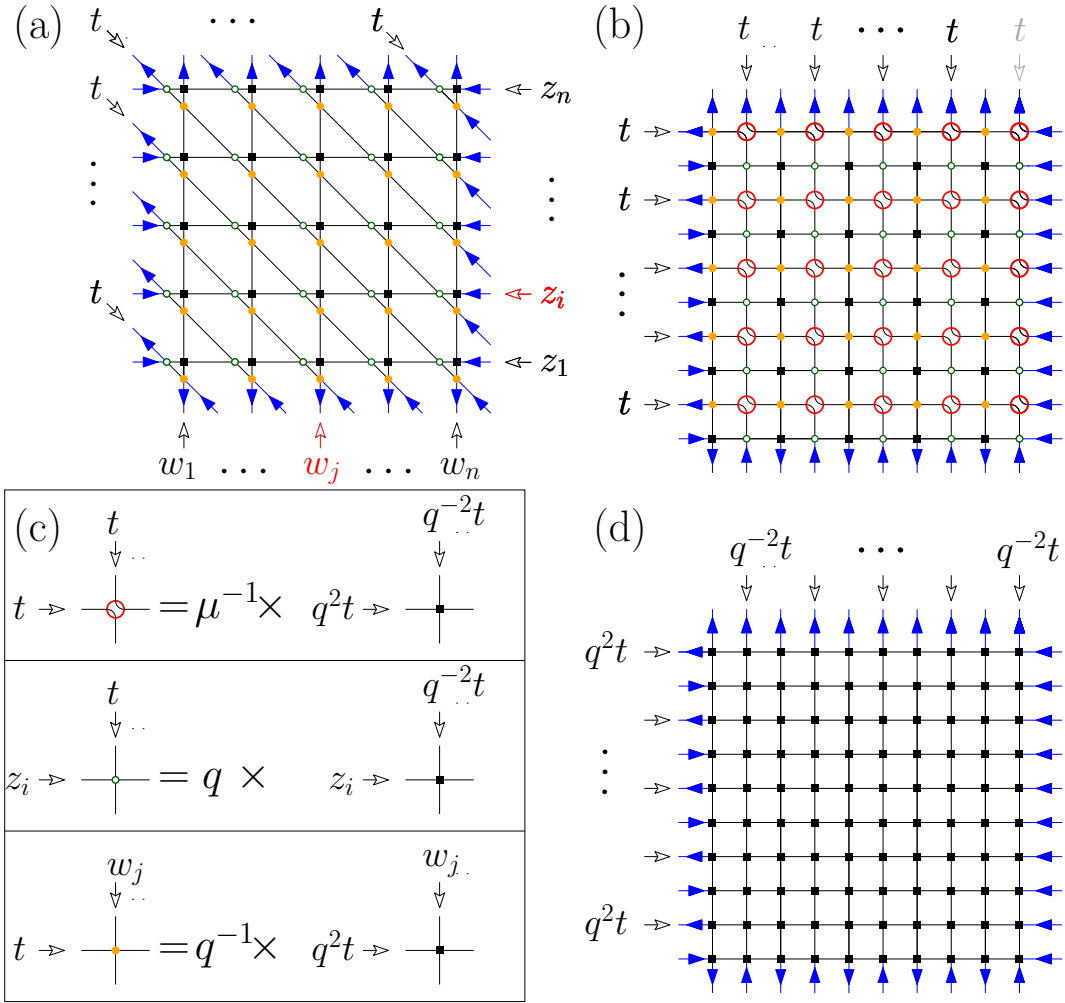 (a) t ⋯ t
t z_n
⋮ ⋮
t z_i
z_1
w_1 ⋯ w_j ⋯ w_n
(b) t t ⋯ t t
t
t
⋮
t
(c) t q^{-2}t
t = μ^{-1}× q^2t
t q^{-2}t
z_i = q × z_i
w_j w_j
t = q^{-1}× q^2t
(d) q^{-2}t ⋯ q^{-2}t
q^2t
⋮
q^2t